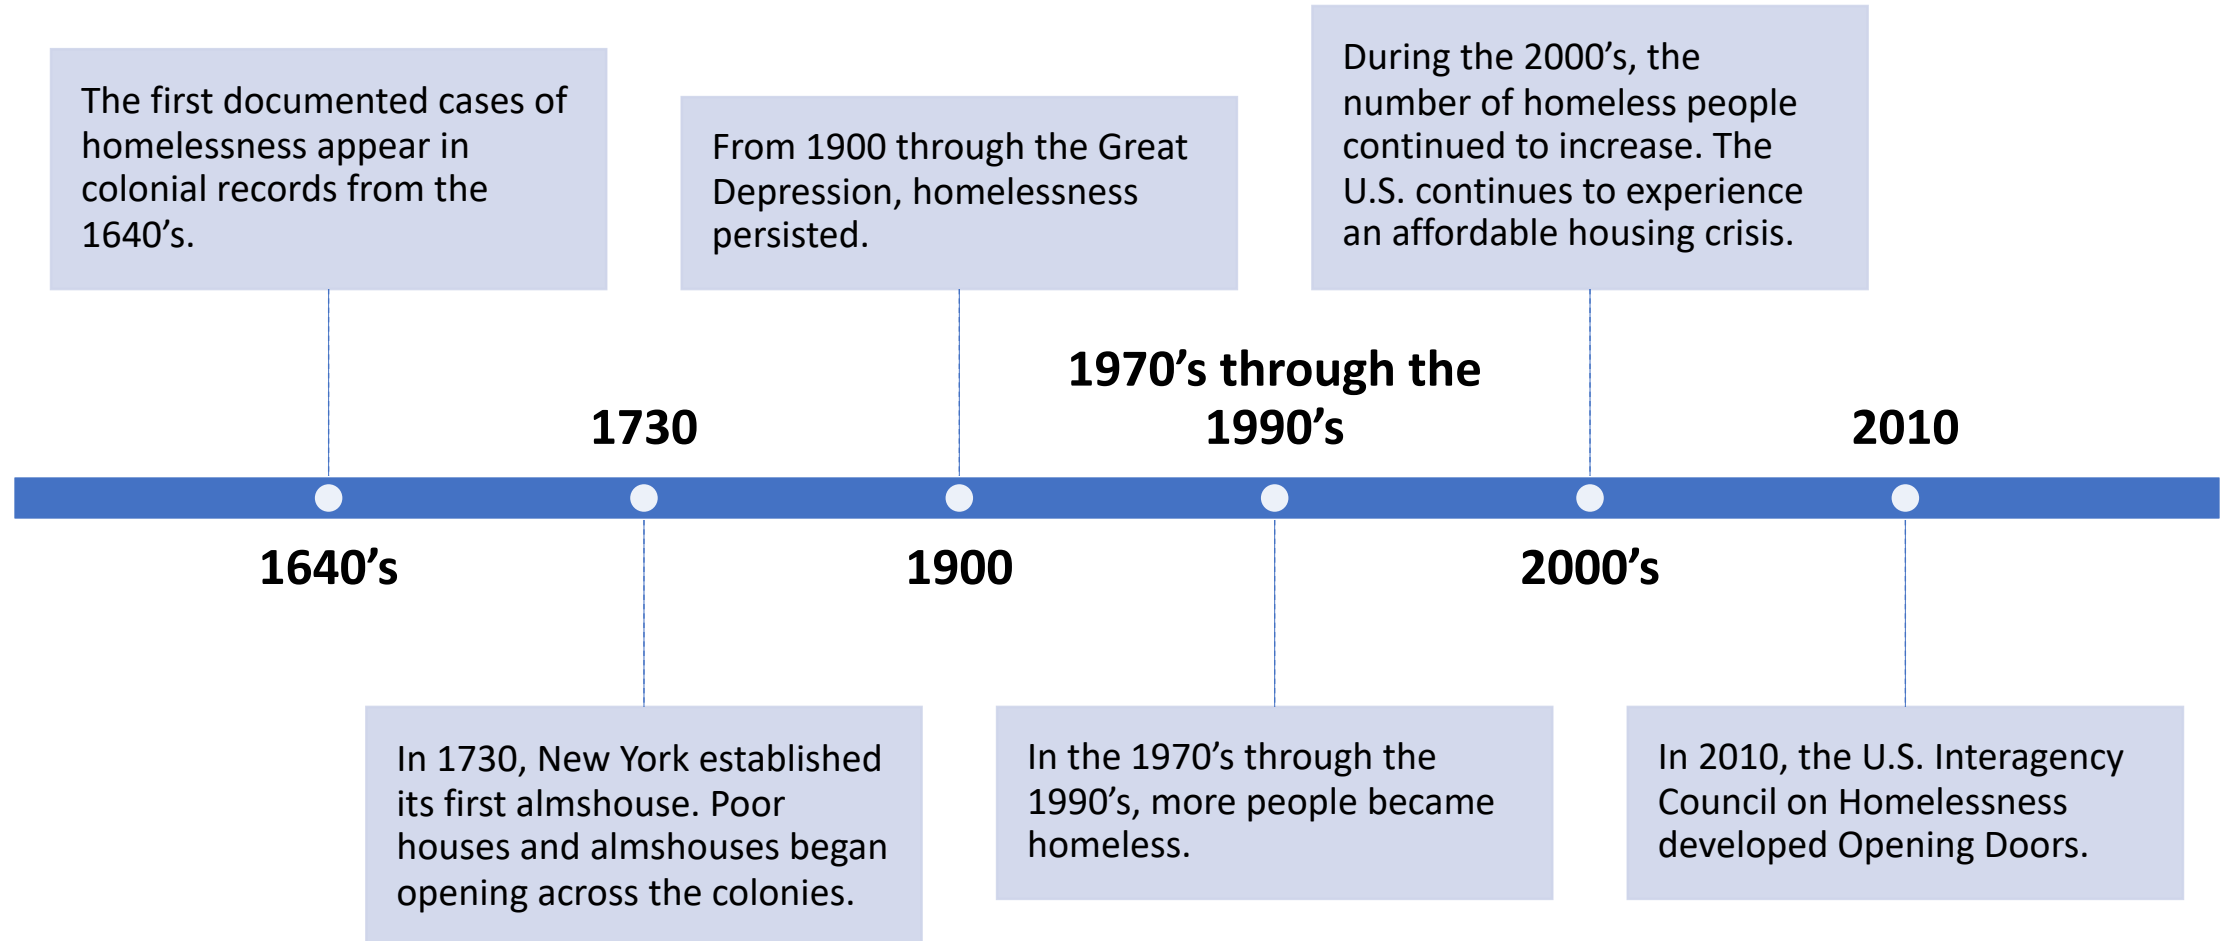 The first documented cases of
homelessness appear in
colonial records from the
1640’s.
From 1900 through the Great
Depression, homelessness
persisted.
During the 2000’s, the
number of homeless people
continued to increase. The
U.S. continues to experience
an affordable housing crisis.
1730
1970’s through the
1990’s
2010
1640’s
1900
2000’s
In 1730, New York established
its first almshouse. Poor
houses and almshouses began
opening across the colonies.
In the 1970’s through the
1990’s, more people became
homeless.
In 2010, the U.S. Interagency
Council on Homelessness
developed Opening Doors.